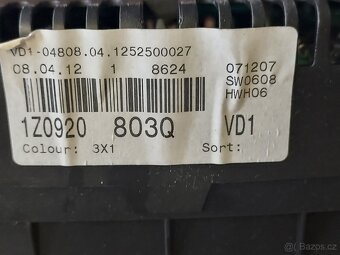 VD1-04808.04.1252500027
08.04.12 1 8624
071207
SW0608
HWH06
1Z0920 803Q VD1
Colour: 3X1 Sort:
Bazoš.cz